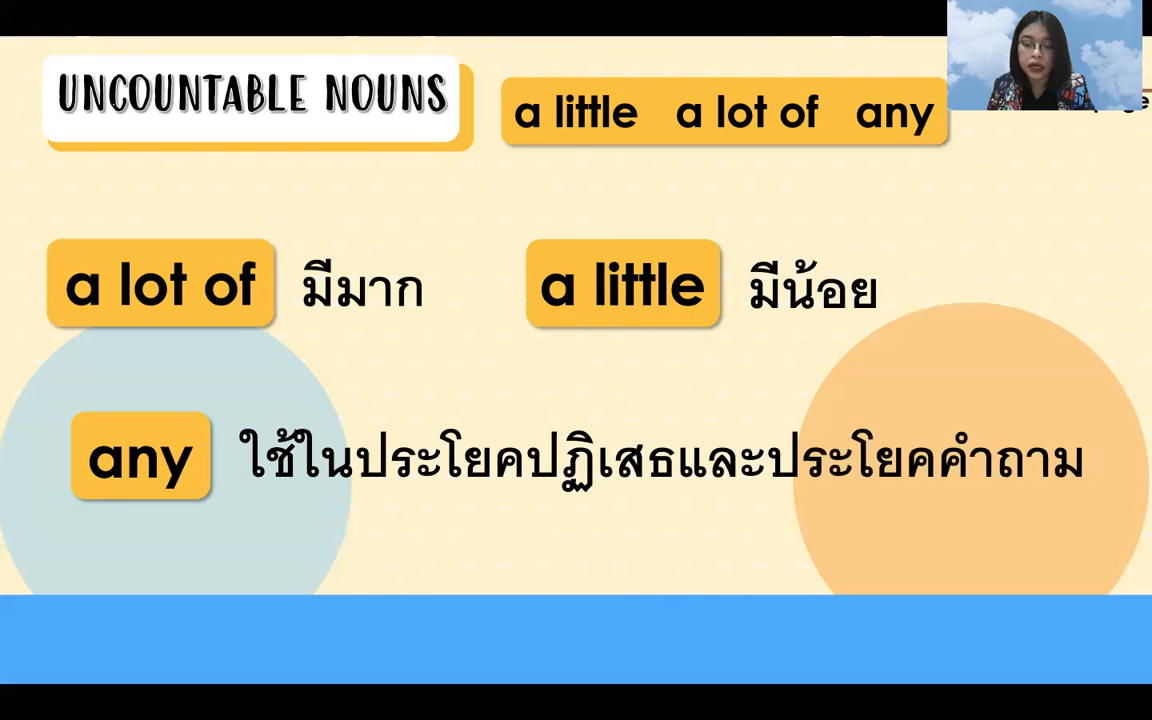 UNCOUNTABLE NOUNS
a little a lot of any
a lot of มีมาก
a little มีน้อย
any ใช้ในประโยคปฏิเสธและประโยคคำถาม